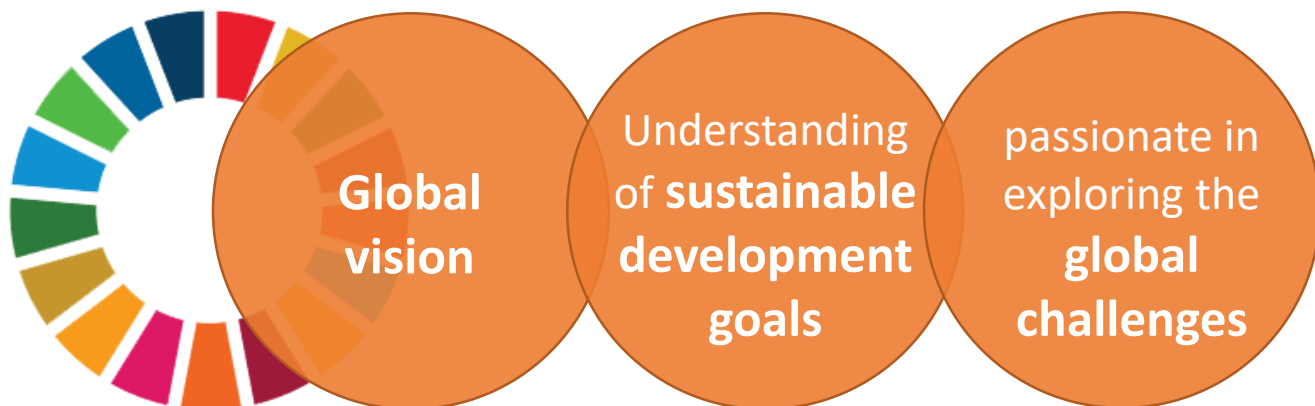 Global
vision
Understanding
of sustainable
development
goals
passionate in
exploring the
global
challenges